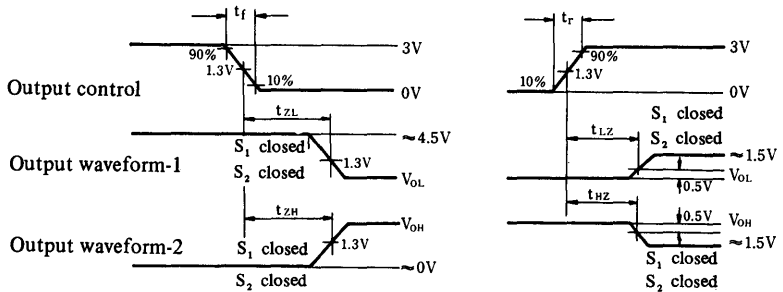 tf
tr
90%
3V
1.3V
10%
0V
Output control
90%
3V
1.3V
10%
0V
tZL
S1 closed
S2 closed
≈4.5V
1.3V
VOL
Output waveform-1
tLZ
S1 closed
S2 closed
≈1.5V
VOL
0.5V
tZH
S1 closed
S2 closed
VOH
1.3V
≈0V
Output waveform-2
tHZ
0.5V
VOH
≈1.5V
S1 closed
S2 closed